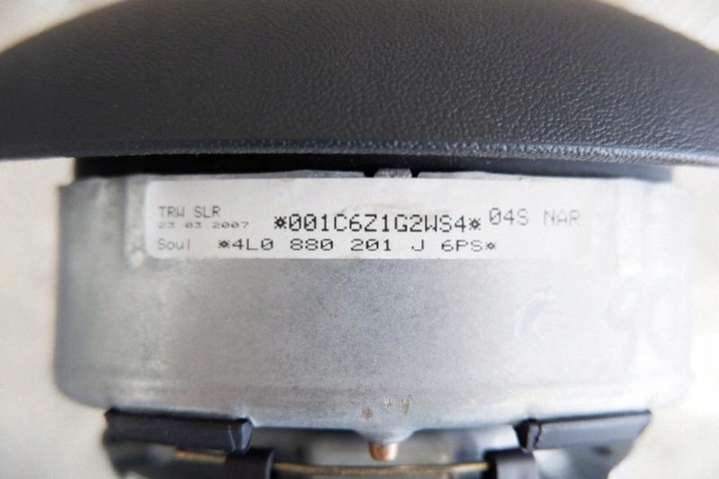 TRW SLR
23 03 2007 *001C6Z1G2WS4* 04S NAR
Soul *4L0 880 201 J 6PS*